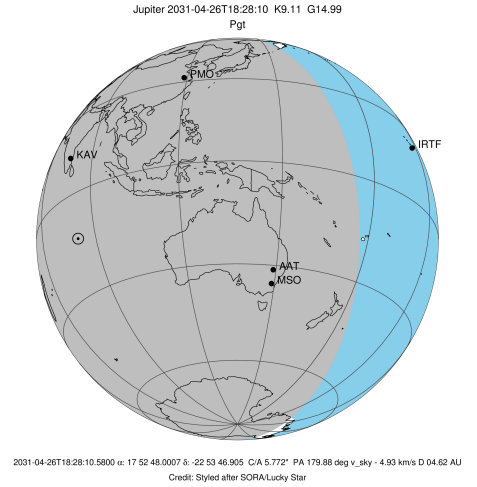 Jupiter 2031-04-26T18:28:10 K9.11 G14.99
Pgt
PMO
IRTF
KAV
AAT
MSO
2031-04-26T18:28:10.5800 α: 17 52 48.0007 δ: -22 53 46.905 C/A 5.772" PA 179.88 deg v_sky - 4.93 km/s D 04.62 AU
Credit: Styled after SORA/Lucky Star